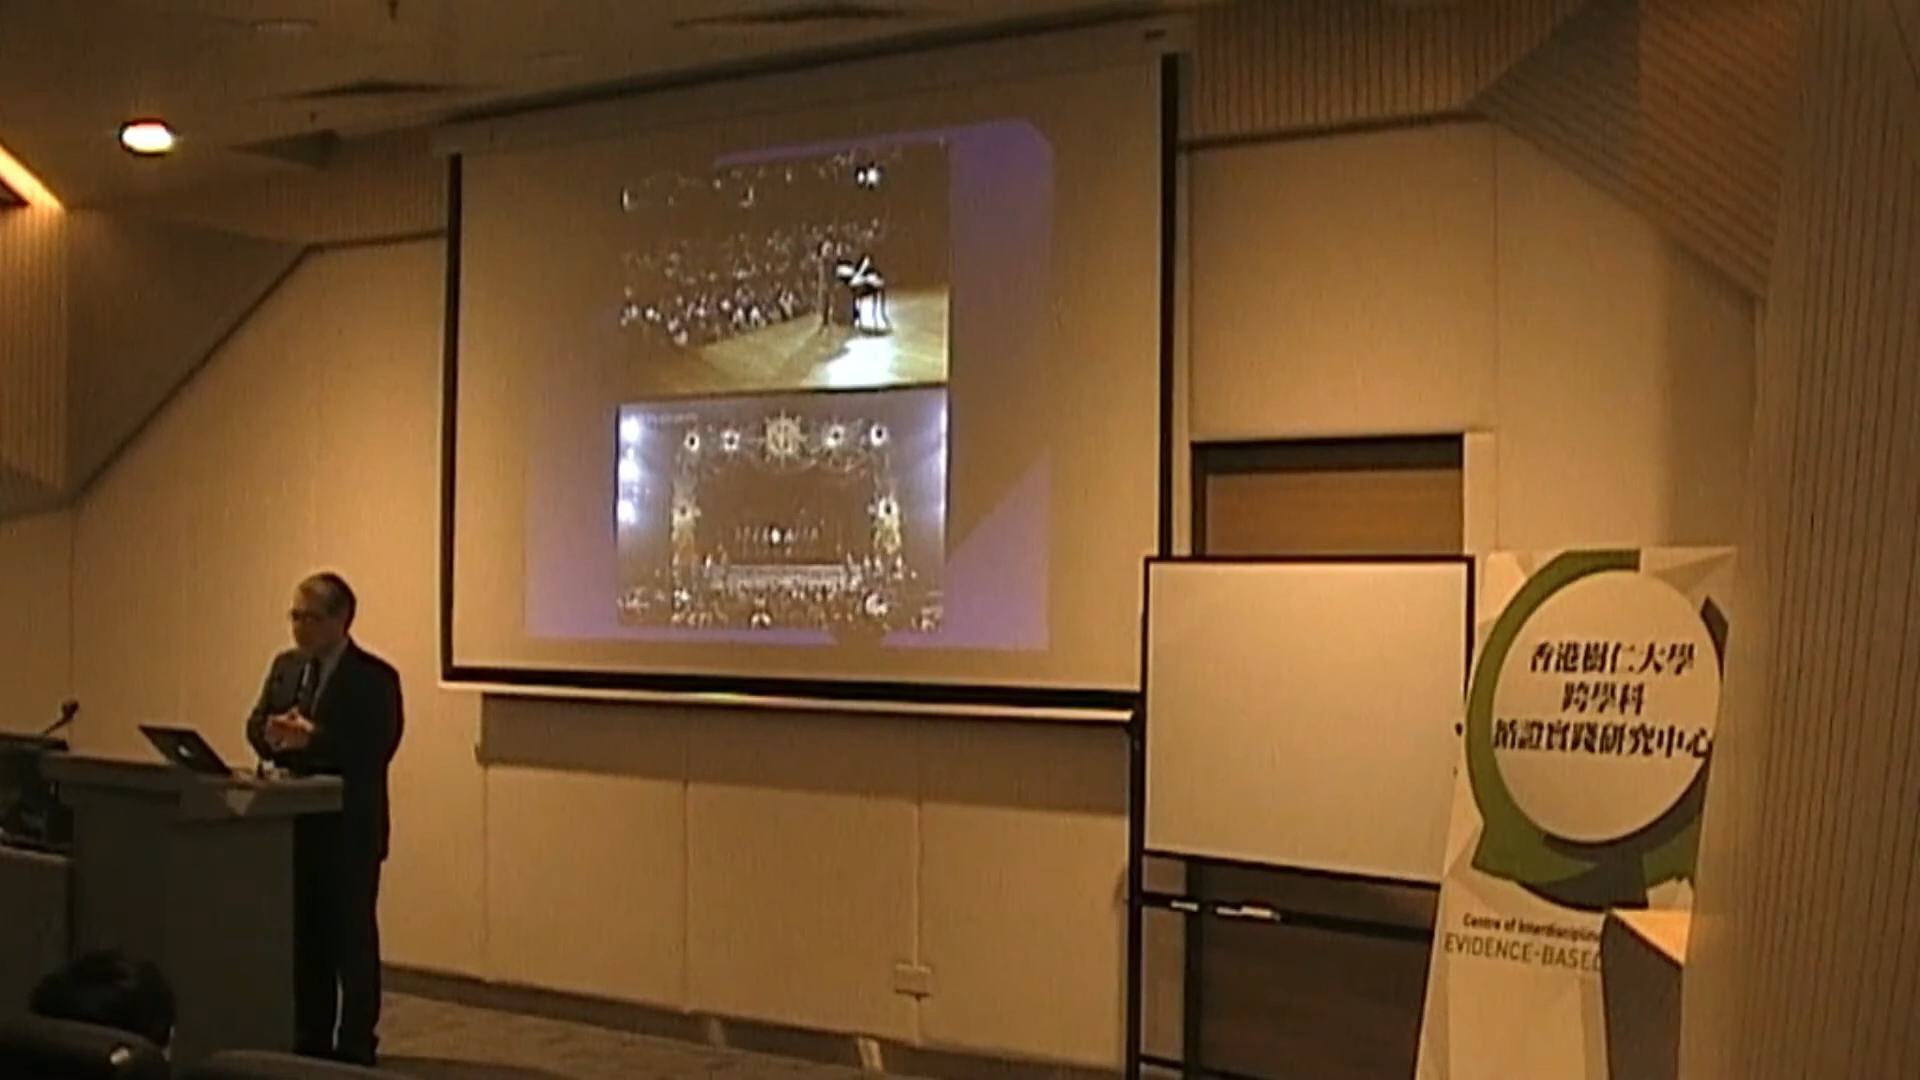 香港樹仁大學
跨學科
循證實踐研究中心
Centre of Interdisciplin
EVIDENCE-BASED